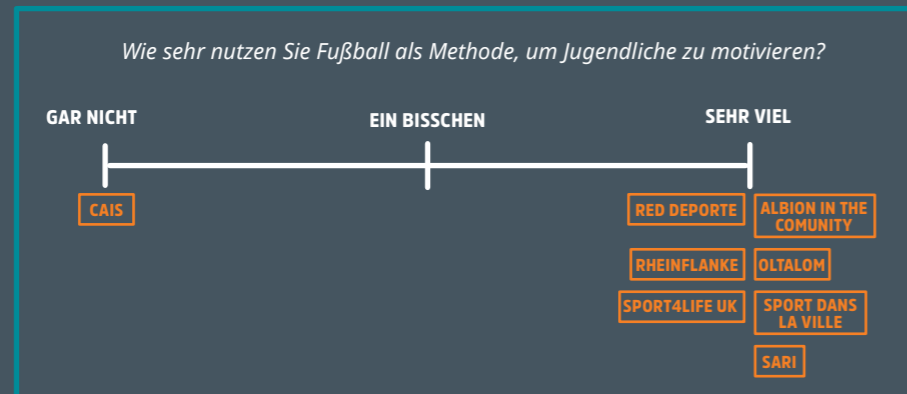 Wie sehr nutzen Sie Fußball als Methode, um Jugendliche zu motivieren?
GAR NICHT
EIN BISSCHEN
SEHR VIEL
CAIS
RED DEPORTE
ALBION IN THE
COMUNITY
RHEINFLANKE
OLTALOM
SPORT4LIFE UK
SPORT DANS
LA VILLE
SARI